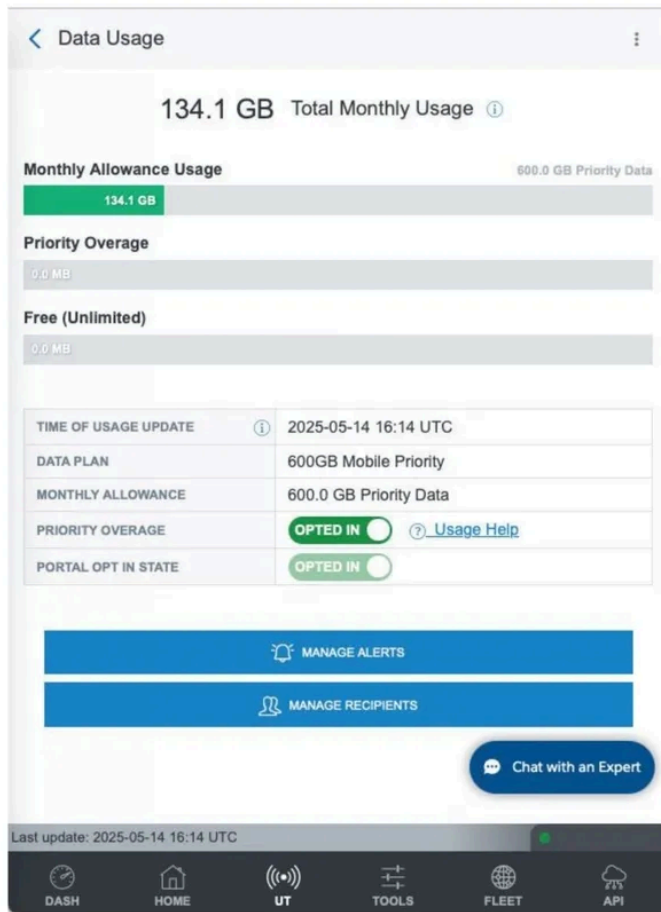 Data Usage
134.1 GB Total Monthly Usage
Monthly Allowance Usage 600.0 GB Priority Data
134.1 GB
Priority Overage
0.0 MB
Free (Unlimited)
0.0 MB
TIME OF USAGE UPDATE 2025-05-14 16:14 UTC
DATA PLAN 600GB Mobile Priority
MONTHLY ALLOWANCE 600.0 GB Priority Data
PRIORITY OVERAGE OPTED IN Usage Help
PORTAL OPT IN STATE OPTED IN
MANAGE ALERTS
MANAGE RECIPIENTS
Chat with an Expert
Last update: 2025-05-14 16:14 UTC
DASH HOME UT TOOLS FLEET API